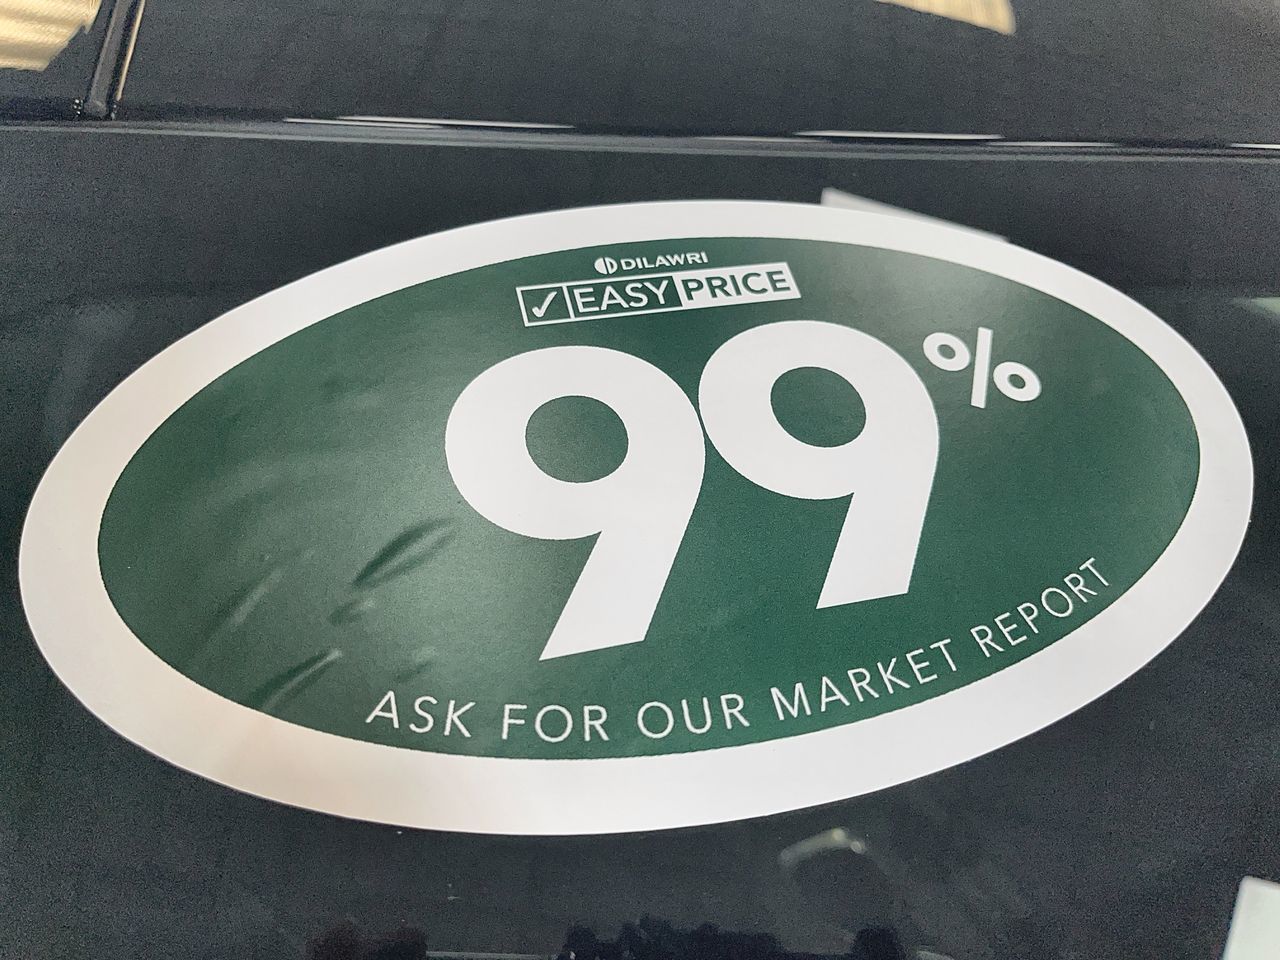 DILAWRI
✓ EASY PRICE
99%
ASK FOR OUR MARKET REPORT